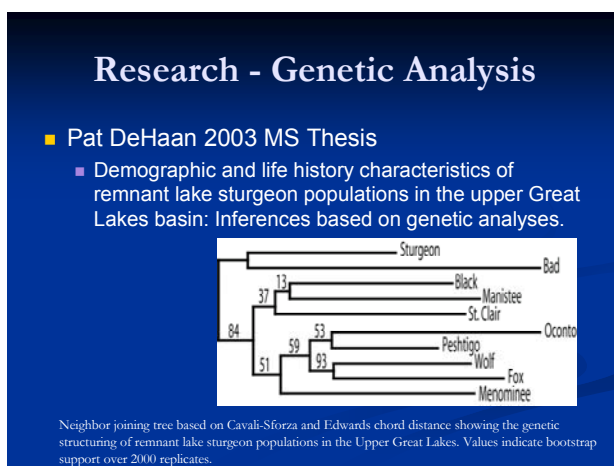 Research - Genetic Analysis
Pat DeHaan 2003 MS Thesis
Demographic and life history characteristics of
remnant lake sturgeon populations in the upper Great
Lakes basin: Inferences based on genetic analyses.
Sturgeon
Bad
13 Black
37 Manistee
St. Clair
84
53 Oconto
59 Peshtigo
93 Wolf
51 Fox
Menominee
Neighbor joining tree based on Cavali-Sforza and Edwards chord distance showing the genetic
structuring of remnant lake sturgeon populations in the Upper Great Lakes. Values indicate bootstrap
support over 2000 replicates.